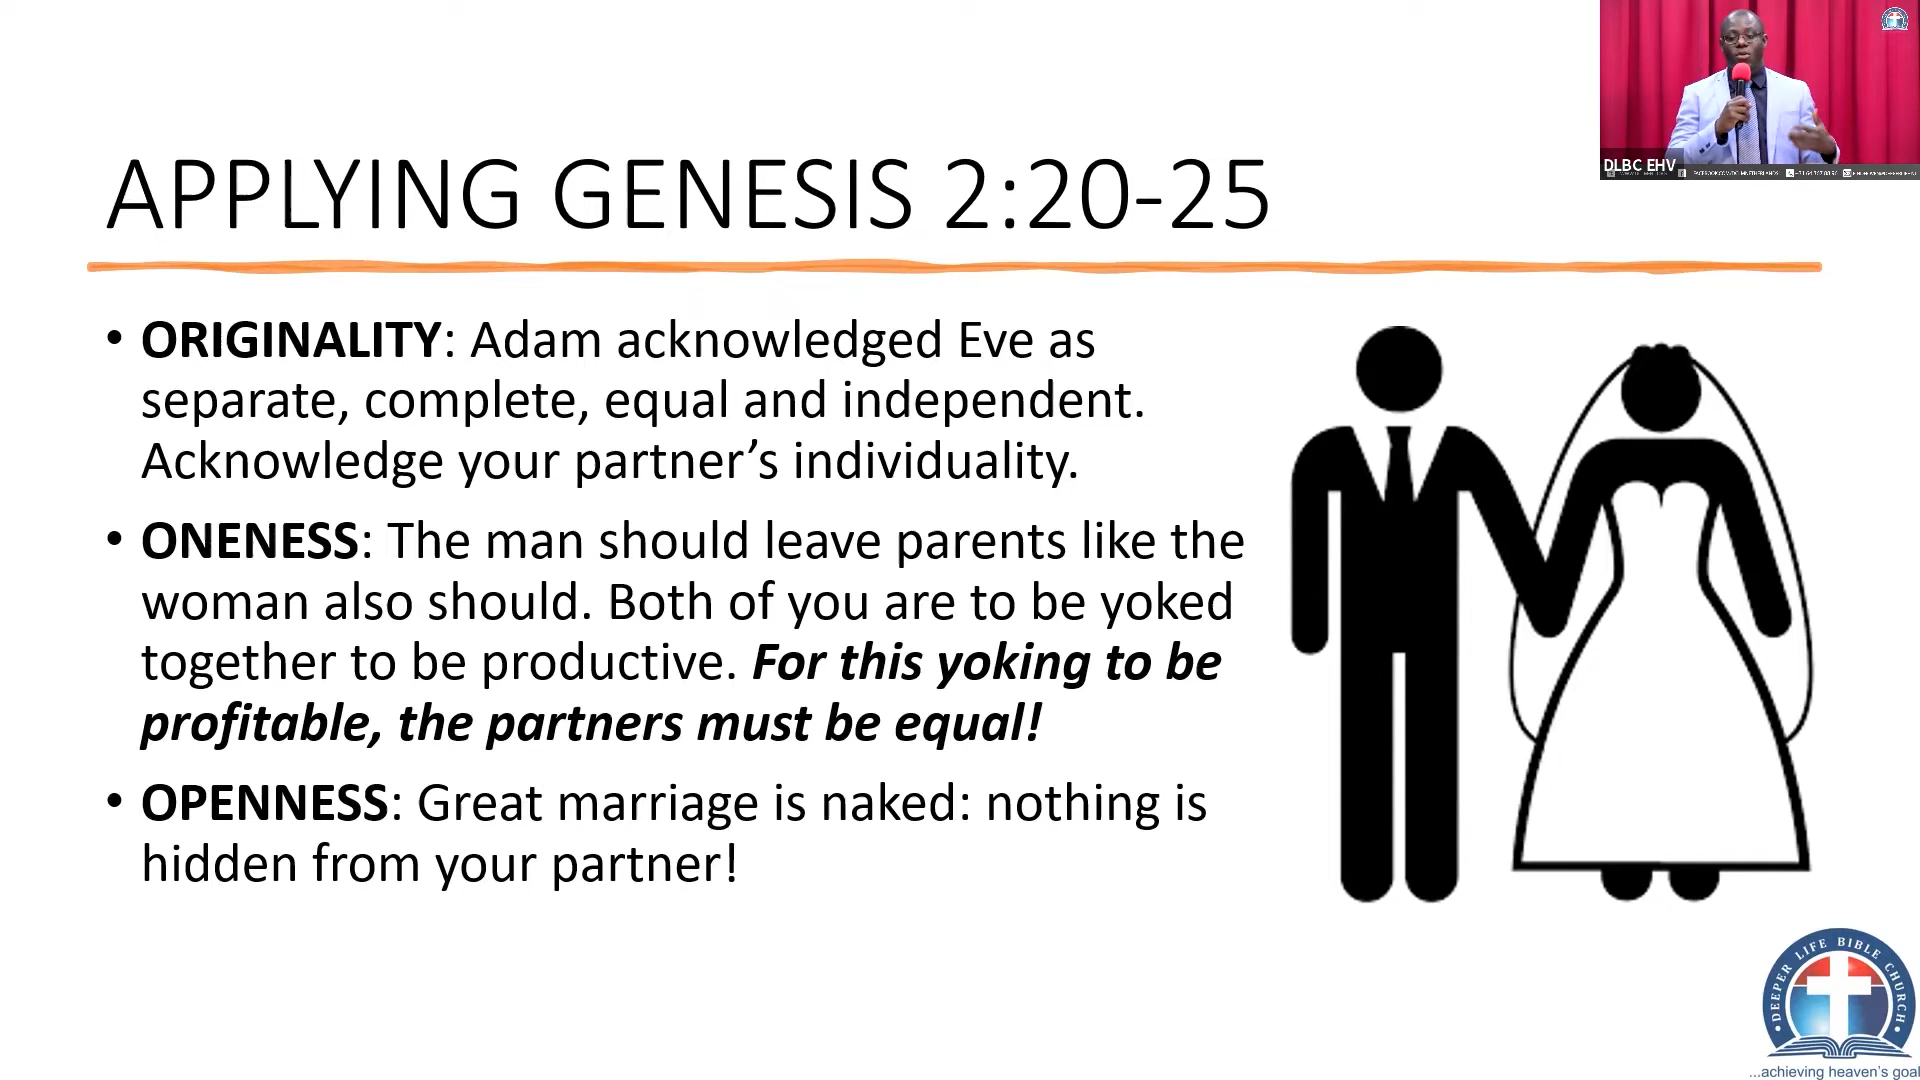 DLBC EHV
APPLYING GENESIS 2:20-25
• ORIGINALITY: Adam acknowledged Eve as
separate, complete, equal and independent.
Acknowledge your partner’s individuality.
• ONENESS: The man should leave parents like the
woman also should. Both of you are to be yoked
together to be productive. For this yoking to be
profitable, the partners must be equal!
• OPENNESS: Great marriage is naked: nothing is
hidden from your partner!
DEEPER LIFE BIBLE CHURCH
...achieving heaven's goal